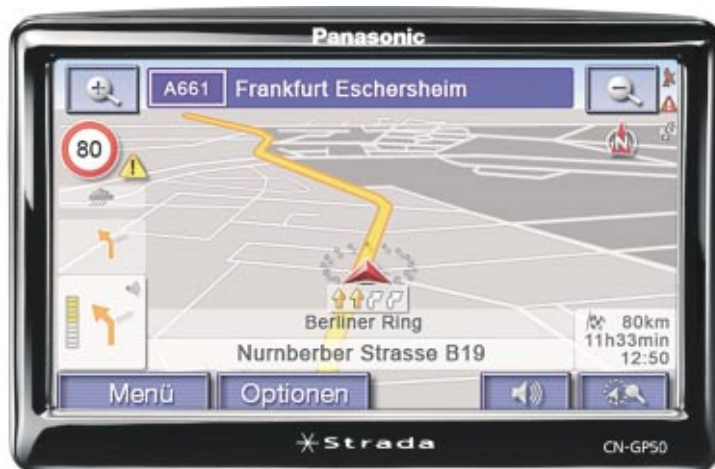 Panasonic
A661 Frankfurt Eschersheim
80
N
Berliner Ring
80km
11h33min
Nurnberber Strasse B19
12:50
Menü Optionen
Strada
CN-GP50